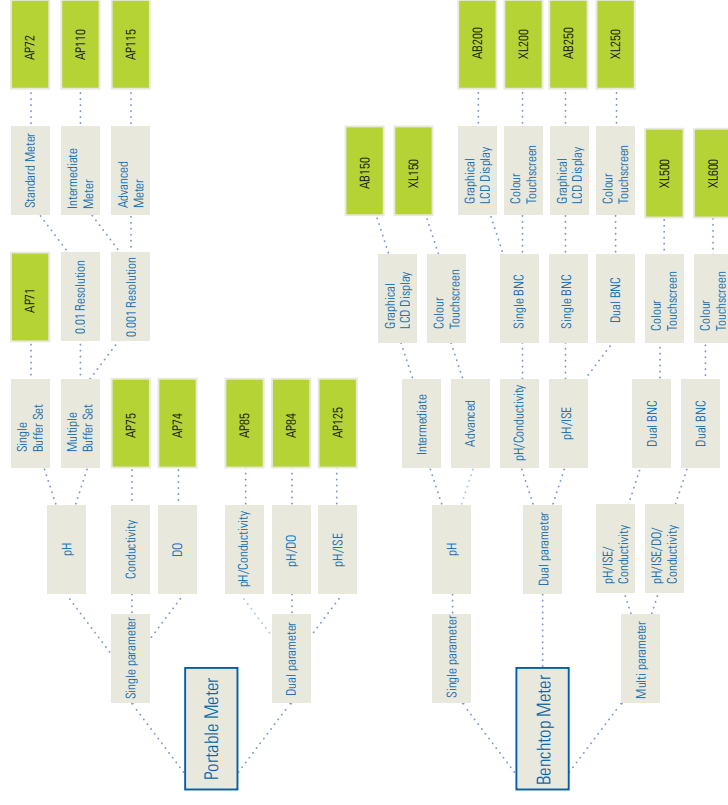 Portable Meter
Single parameter
pH
Single
Buffer Set
AP71
Multiple
Buffer Set
0.01 Resolution
Standard Meter
AP72
0.001 Resolution
Intermediate
Meter
AP110
Advanced
Meter
AP115
Conductivity
AP75
DO
AP74
Dual parameter
pH/Conductivity
AP85
pH/DO
AP84
pH/ISE
AP125
Benchtop Meter
Single parameter
pH
Intermediate
Graphical
LCD Display
AB150
Advanced
Colour
Touchscreen
XL150
Dual parameter
pH/Conductivity
Single BNC
Graphical
LCD Display
AB200
Colour
Touchscreen
XL200
pH/ISE
Single BNC
Graphical
LCD Display
AB250
Dual BNC
Colour
Touchscreen
XL250
Multi parameter
pH/ISE/
Conductivity
Dual BNC
Colour
Touchscreen
XL500
pH/ISE/DO/
Conductivity
Dual BNC
Colour
Touchscreen
XL600